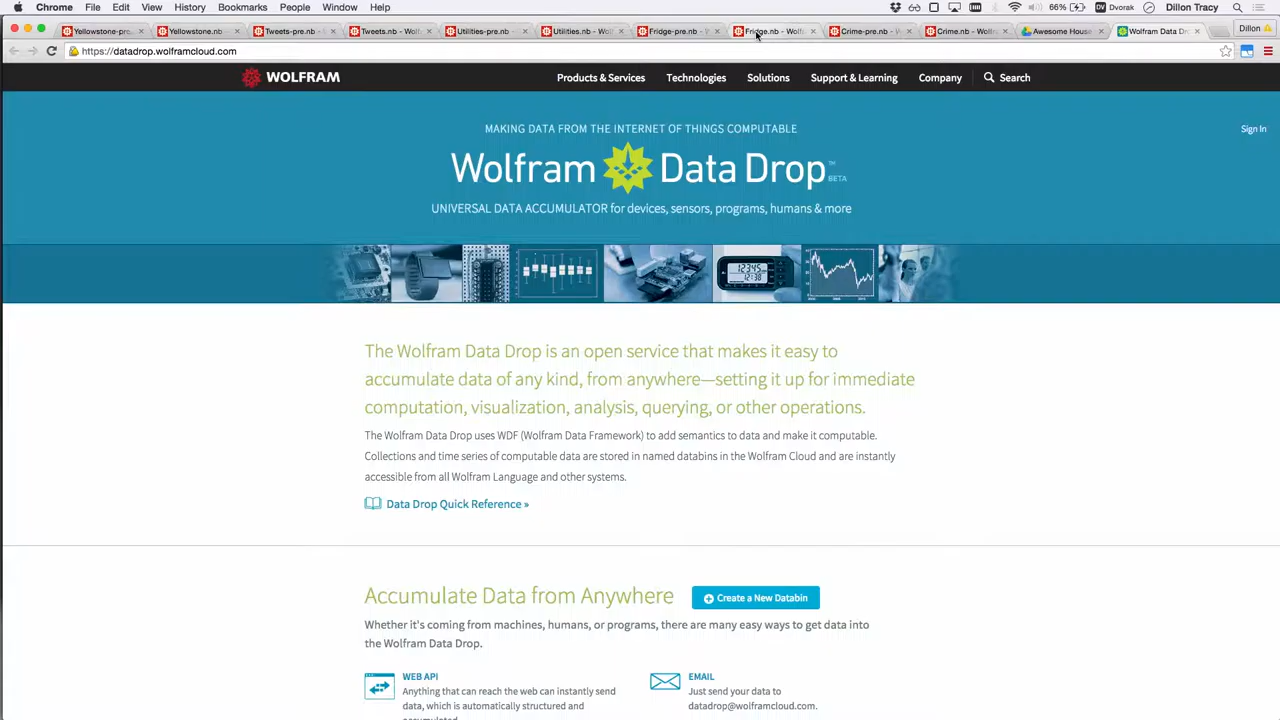 Chrome File Edit View History Bookmarks People Window Help 66% Dvorak Dillon Tracy
Yellowstone-pre. Yellowstone.nb Tweets-pre.nb Tweets.nb - Wolf Utilities-pre.nb Utilities.nb - Wo Fridge-pre.nb - Fridge.nb - Wolf Crime-pre.nb - W Crime.nb - Wolfr Awesome House Wolfram Data Dr Dillon
https://datadrop.wolframcloud.com
WOLFRAM Products & Services Technologies Solutions Support & Learning Company Search
MAKING DATA FROM THE INTERNET OF THINGS COMPUTABLE
Sign In
Wolfram Data Drop™ BETA
UNIVERSAL DATA ACCUMULATOR for devices, sensors, programs, humans & more
The Wolfram Data Drop is an open service that makes it easy to
accumulate data of any kind, from anywhere—setting it up for immediate
computation, visualization, analysis, querying, or other operations.
The Wolfram Data Drop uses WDF (Wolfram Data Framework) to add semantics to data and make it computable.
Collections and time series of computable data are stored in named databins in the Wolfram Cloud and are instantly
accessible from all Wolfram Language and other systems.
Data Drop Quick Reference »
Accumulate Data from Anywhere Create a New Databin
Whether it's coming from machines, humans, or programs, there are many easy ways to get data into
the Wolfram Data Drop.
WEB API
Anything that can reach the web can instantly send
data, which is automatically structured and
accumulated.
EMAIL
Just send your data to
datadrop@wolframcloud.com.